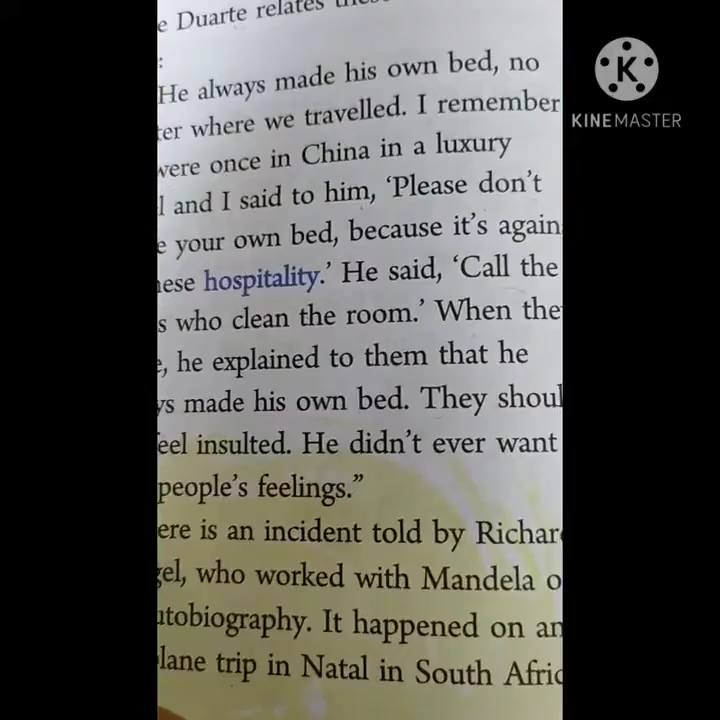 e Duarte relates
:
He always made his own bed, no
ter where we travelled. I remember
were once in China in a luxury
l and I said to him, ‘Please don’t
e your own bed, because it’s again
nese hospitality.’ He said, ‘Call the
s who clean the room.’ When the
e, he explained to them that he
ys made his own bed. They shoul
feel insulted. He didn’t ever want
people’s feelings.”
ere is an incident told by Richar
gel, who worked with Mandela o
utobiography. It happened on an
lane trip in Natal in South Afric
K
KINEMASTER